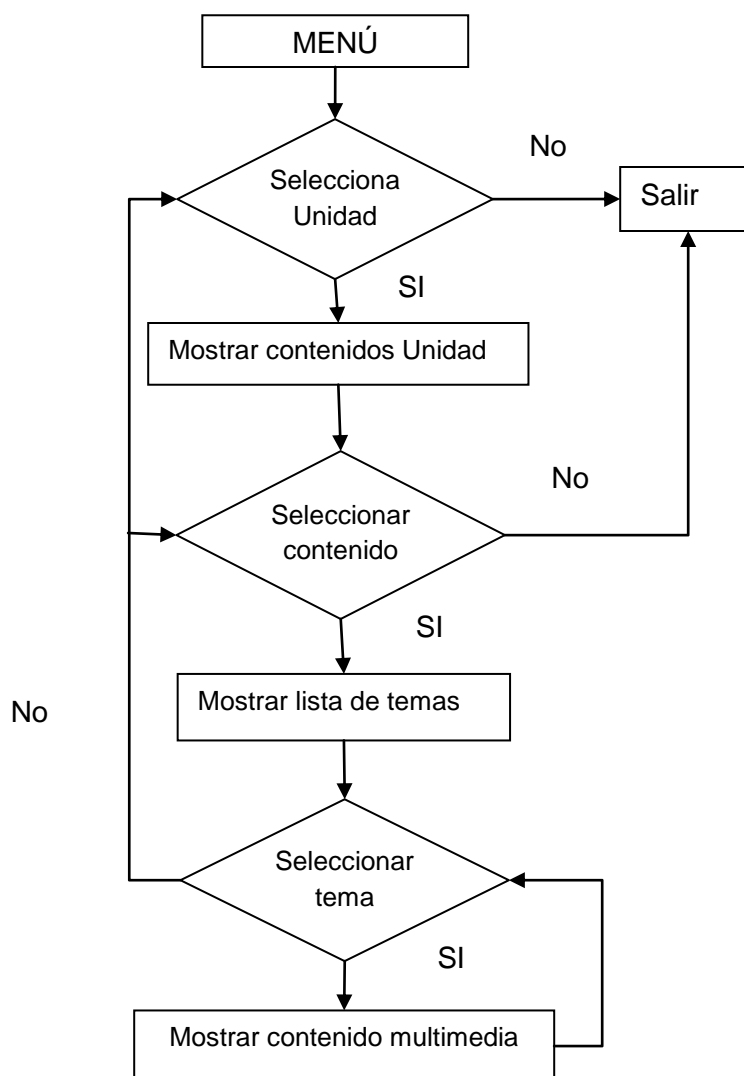 MENÚ
No
Selecciona
Unidad
Salir
SI
Mostrar contenidos Unidad
No
Seleccionar
contenido
SI
Mostrar lista de temas
No
Seleccionar
tema
SI
Mostrar contenido multimedia